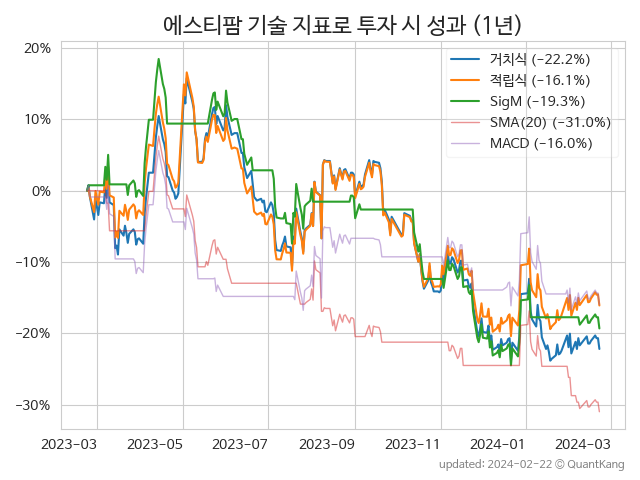 에스티팜 기술 지표로 투자 시 성과 (1년)
20%
10%
0%
−10%
−20%
−30%
거치식 (−22.2%)
적립식 (−16.1%)
SigM (−19.3%)
SMA(20) (−31.0%)
MACD (−16.0%)
2023-03
2023-05
2023-07
2023-09
2023-11
2024-01
2024-03
updated: 2024-02-22 © QuantKang